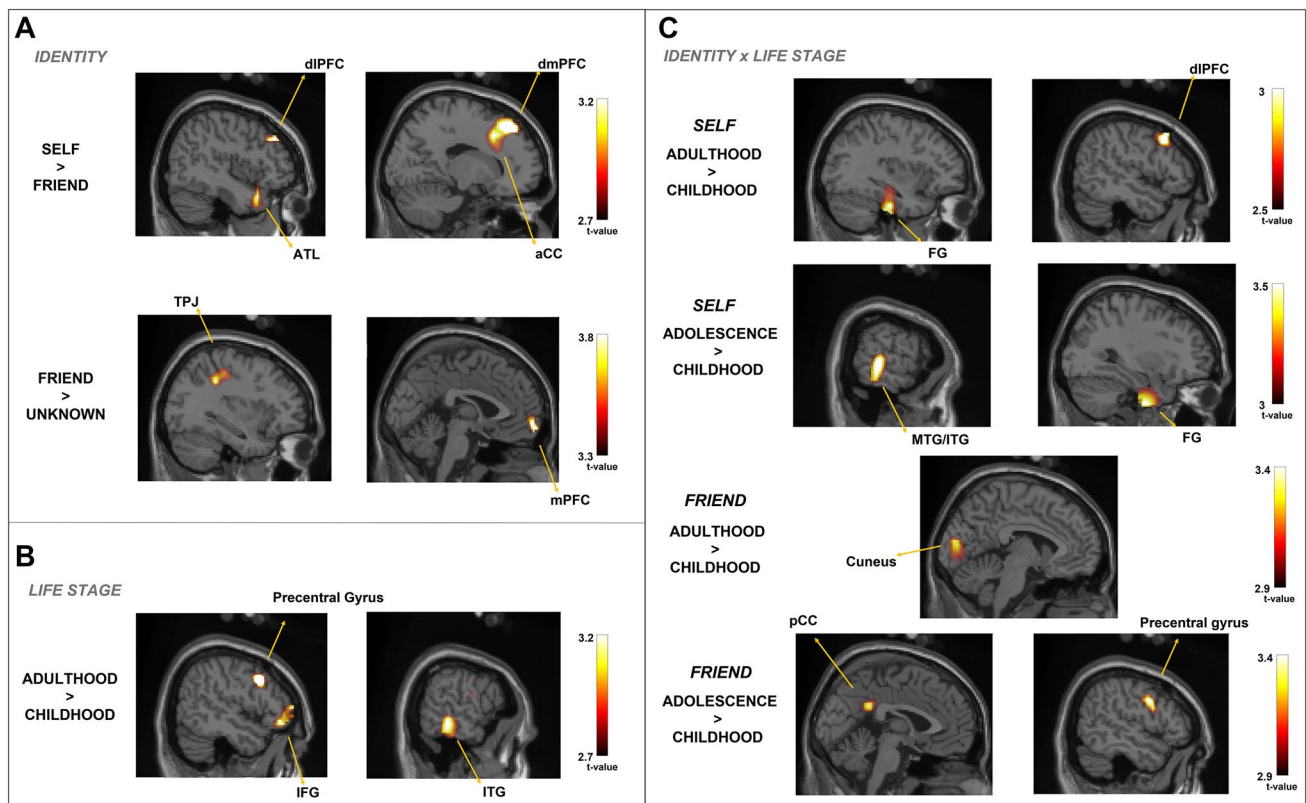 A
IDENTITY
dlPFC
dmPFC
SELF
>
FRIEND
3.2
2.7
t-value
ATL
aCC
TPJ
FRIEND
>
UNKNOWN
3.8
3.3
t-value
mPFC
B
LIFE STAGE
Precentral Gyrus
ADULTHOOD
>
CHILDHOOD
3.2
2.7
t-value
IFG
ITG
C
IDENTITY x LIFE STAGE
dlPFC
SELF
ADULTHOOD
>
CHILDHOOD
3
2.5
t-value
FG
SELF
ADOLESCENCE
>
CHILDHOOD
3.5
3
t-value
MTG/ITG
FG
FRIEND
ADULTHOOD
>
CHILDHOOD
Cuneus
3.4
2.9
t-value
pCC
Precentral gyrus
FRIEND
ADOLESCENCE
>
CHILDHOOD
3.4
2.9
t-value